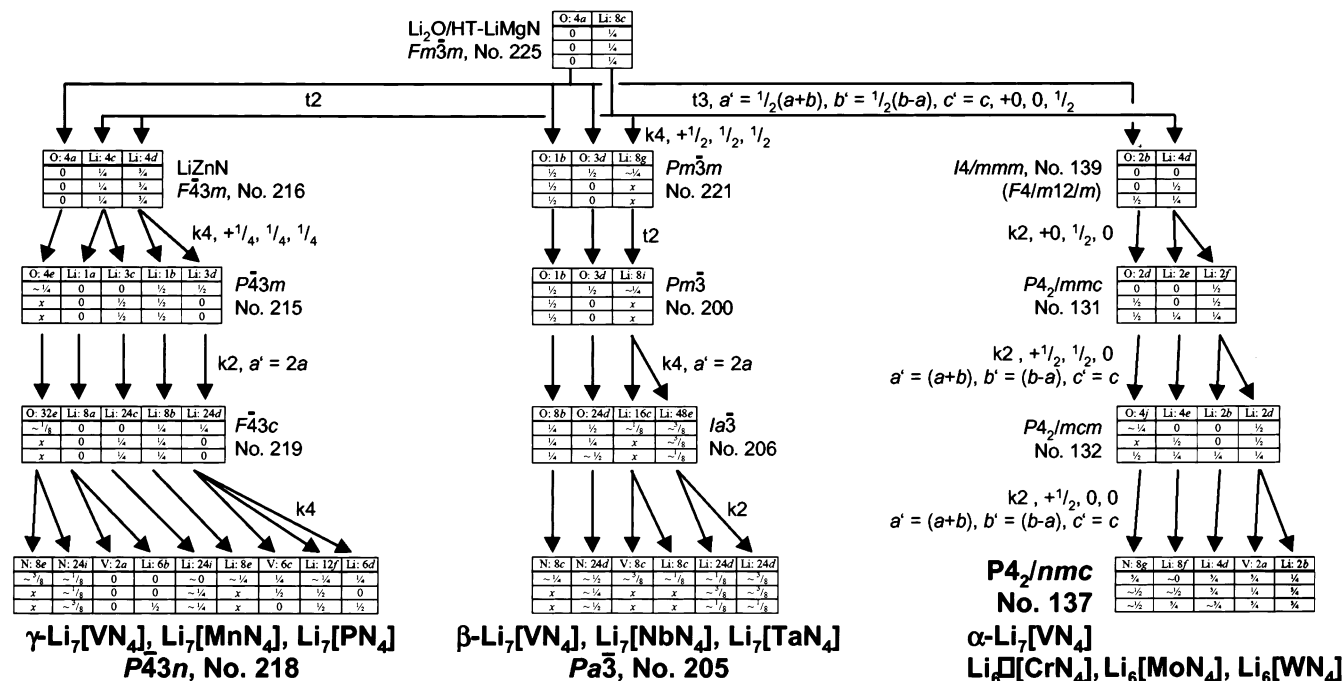 Li₂O/HT-LiMgN
Fm3̄m, No. 225
O: 4a Li: 8c
0 ¼
0 ¼
0 ¼
t2
t3, a‘ = ¹/₂(a+b), b‘ = ¹/₂(b-a), c‘ = c, +0, 0, ¹/₂
k4, +¹/₂, ¹/₂, ¹/₂
O: 4a Li: 4c Li: 4d
0 ¼ ¾
0 ¼ ¾
0 ¼ ¾
LiZnN
F4̄3m, No. 216
O: 1b O: 3d Li: 8g
½ ½ ~¼
½ 0 x
½ 0 x
Pm3̄m
No. 221
I4/mmm, No. 139
(F4/m12/m)
O: 2b Li: 4d
0 0
0 ½
½ ¼
k4, +¹/₄, ¹/₄, ¹/₄
t2
k2, +0, ¹/₂, 0
O: 4e Li: 1a Li: 3c Li: 1b Li: 3d
~¼ 0 0 ½ ½
x 0 ½ ½ 0
x 0 ½ ½ 0
P4̄3m
No. 215
O: 1b O: 3d Li: 8i
½ ½ ~¼
½ 0 x
½ 0 x
Pm3̄
No. 200
P4₂/mmc
No. 131
O: 2d Li: 2e Li: 2f
0 0 ½
½ 0 ½
½ ¼ ¼
k2, a‘ = 2a
k4, a‘ = 2a
k2 , +¹/₂, ¹/₂, 0
a‘ = (a+b), b‘ = (b-a), c‘ = c
O: 32e Li: 8a Li: 24c Li: 8b Li: 24d
~¹/₈ 0 0 ¼ ¼
x 0 ¼ ¼ 0
x 0 ¼ ¼ 0
F4̄3c
No. 219
O: 8b O: 24d Li: 16c Li: 48e
¼ ½ ~¹/₈ ~³/₈
¼ ¼ x ~³/₈
¼ ~½ x ~¹/₈
Ia3̄
No. 206
P4₂/mcm
No. 132
O: 4j Li: 4e Li: 2b Li: 2d
~¼ 0 0 ½
x ½ 0 ½
½ ¼ ¼ ¼
k4
k2
k2 , +¹/₂, 0, 0
a‘ = (a+b), b‘ = (b-a), c‘ = c
N: 8e N: 24i V: 2a Li: 6b Li: 24i Li: 8e V: 6c Li: 12f Li: 6d
~³/₈ ~¹/₈ 0 0 ~0 ~¼ ¼ ~¼ ¼
x ~¹/₈ 0 0 ~¼ x ½ ½ 0
x ~³/₈ 0 ½ ~¼ x 0 ½ ½
N: 8c N: 24d V: 8c Li: 8c Li: 24d Li: 24d
~¼ ~½ ~³/₈ ~¹/₈ ~¹/₈ ~³/₈
x ~¼ x x
x ~½ x x ~¹/₈ ~¹/₈
P4₂/nmc
No. 137
N: 8g Li: 8f Li: 4d V: 2a Li: 2b
¾ ~0 ¾ ¾ ¼
~½ ~½ ¾ ¼ ¾
~½ ¾ ~¾ ¾ ¾
γ-Li₇[VN₄], Li₇[MnN₄], Li₇[PN₄]
P4̄3n, No. 218
β-Li₇[VN₄], Li₇[NbN₄], Li₇[TaN₄]
Pa3̄, No. 205
α-Li₇[VN₄]
Li₆□[CrN₄], Li₆[MoN₄], Li₆[WN₄]